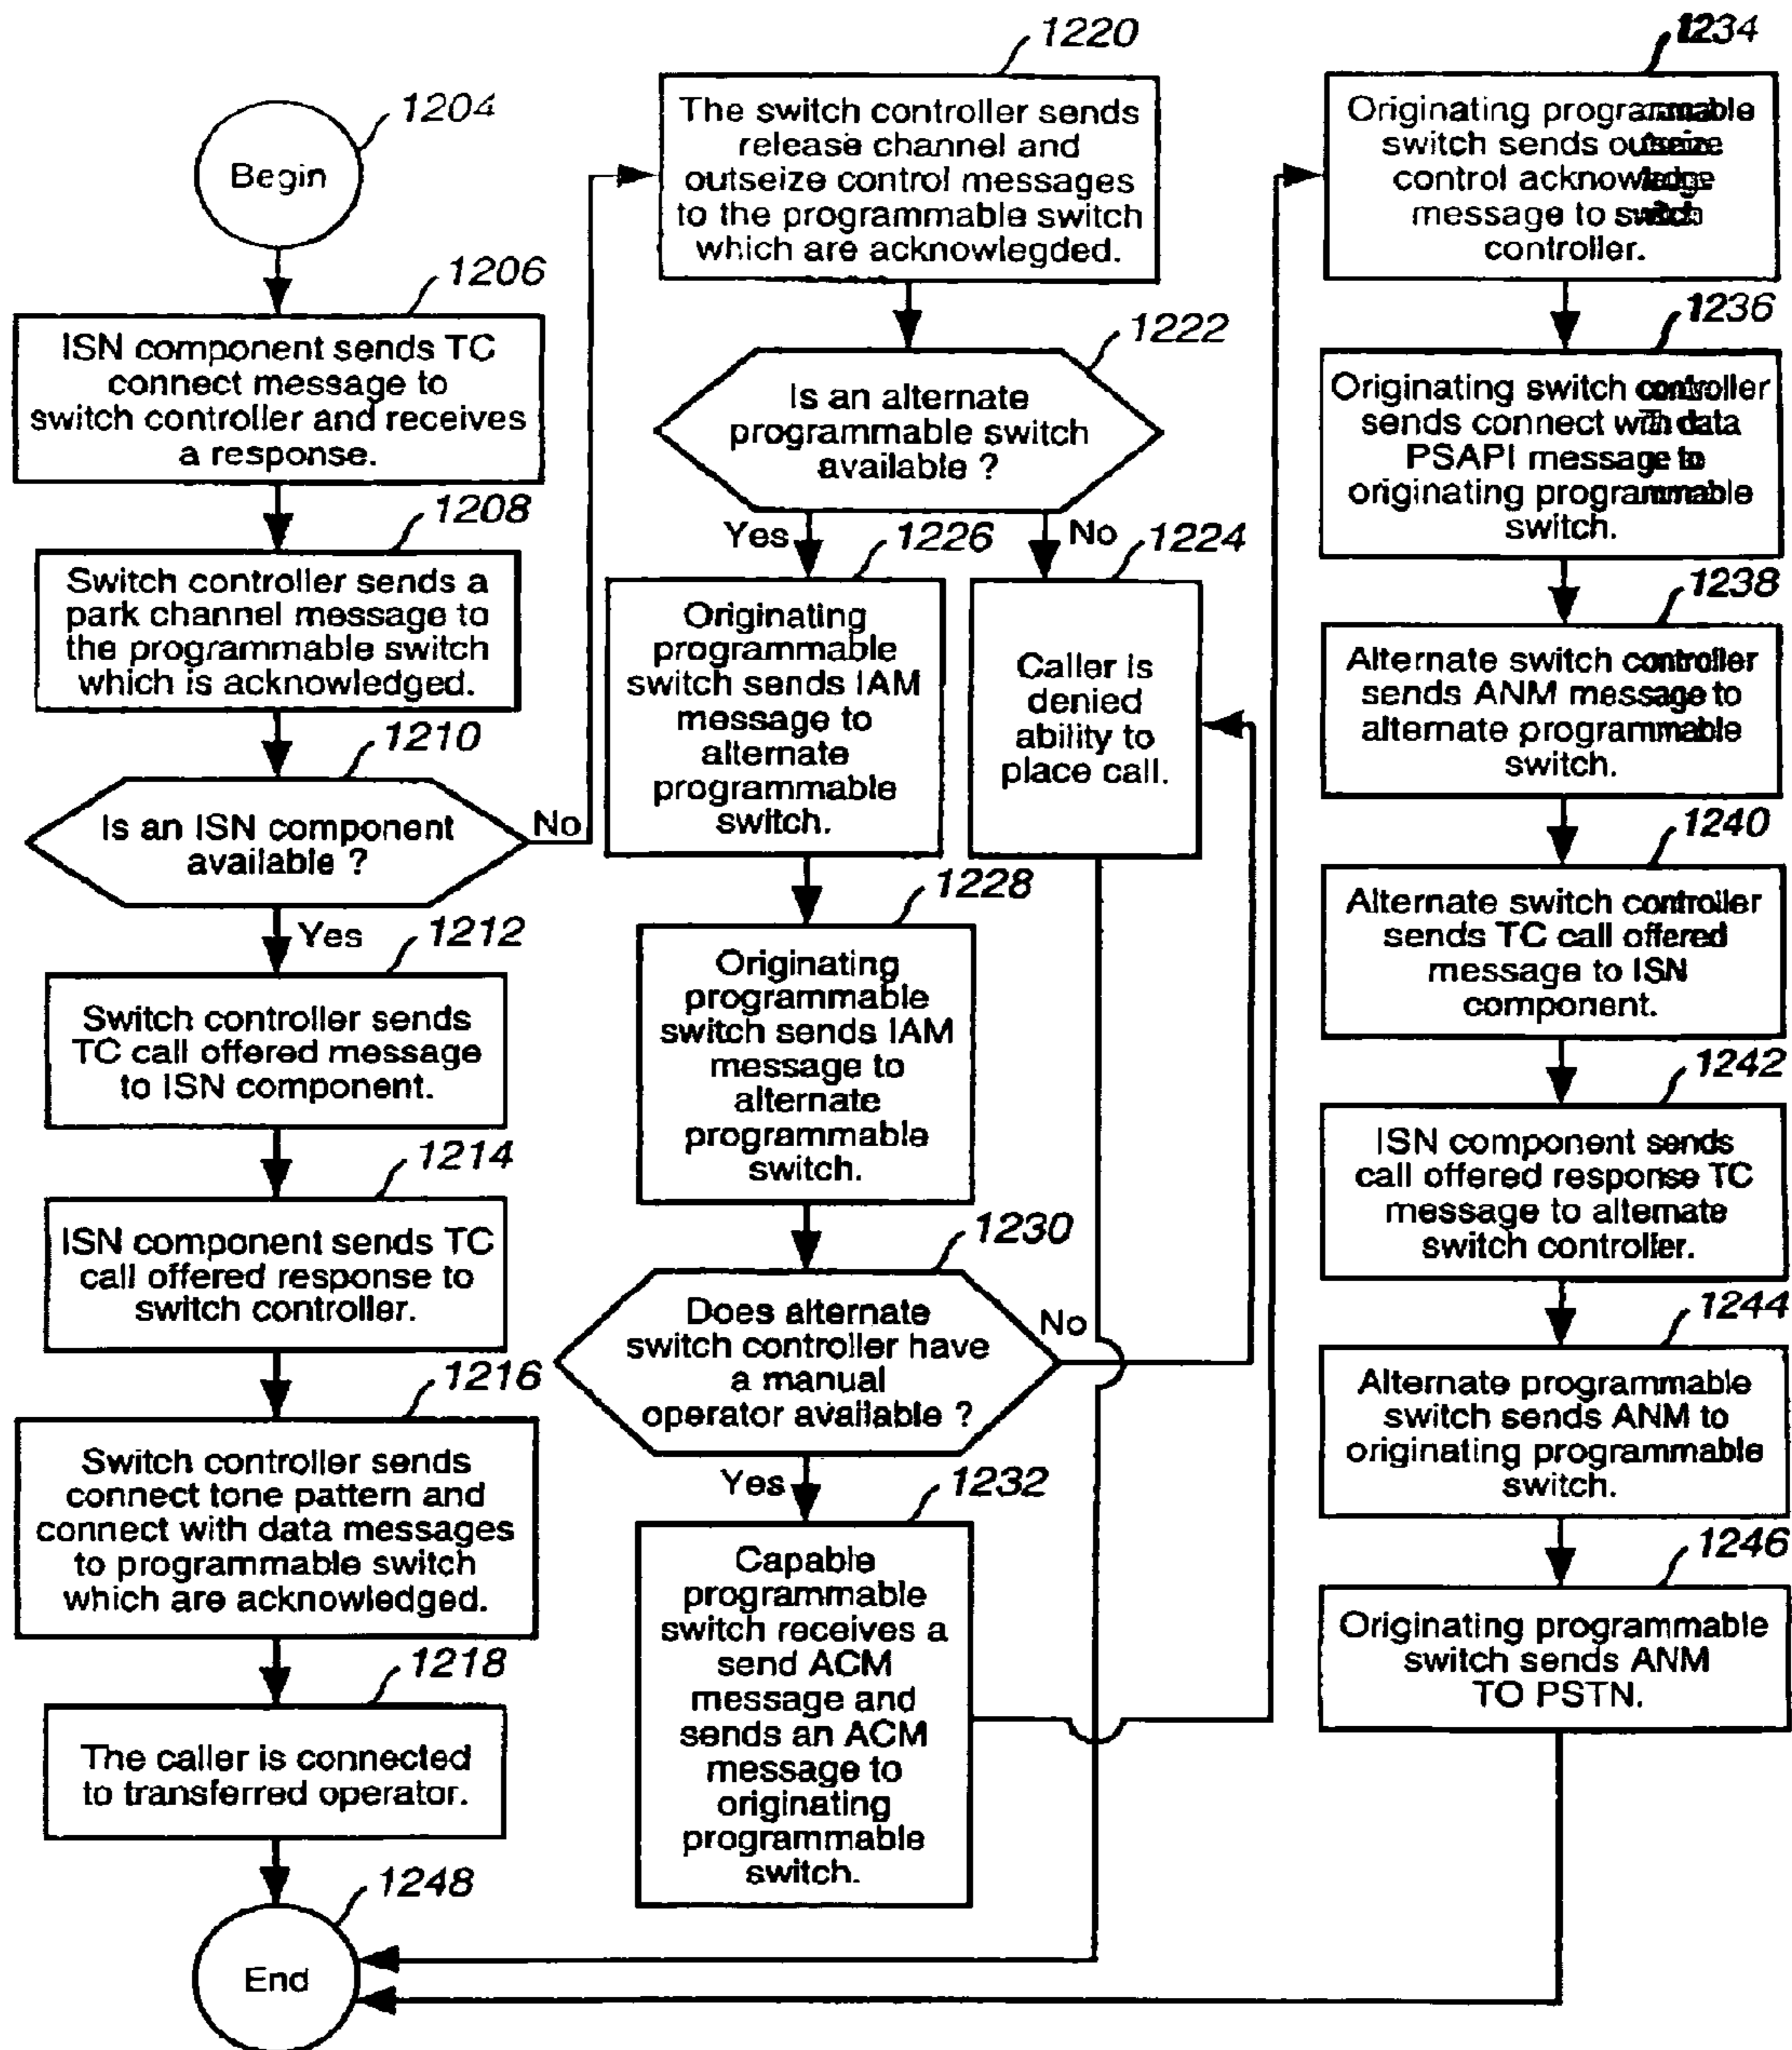 1204
Begin
1206
ISN component sends TC
connect message to
switch controller and receives
a response.
1208
Switch controller sends a
park channel message to
the programmable switch
which is acknowledged.
1210
Is an ISN component
available ?
No
Yes
1212
Switch controller sends
TC call offered message
to ISN component.
1214
ISN component sends TC
call offered response to
switch controller.
1216
Switch controller sends
connect tone pattern and
connect with data messages
to programmable switch
which are acknowledged.
1218
The caller is connected
to transferred operator.
1248
End
1220
The switch controller sends
release channel and
outseize control messages
to the programmable switch
which are acknowlegded.
1222
Is an alternate
programmable switch
available ?
Yes
No
1226
Originating
programmable
switch sends IAM
message to
alternate
programmable
switch.
1224
Caller is
denied
ability to
place call.
1228
Originating
programmable
switch sends IAM
message to
alternate
programmable
switch.
1230
Does alternate
switch controller have
a manual
operator available ?
No
Yes
1232
Capable
programmable
switch receives a
send ACM
message and
sends an ACM
message to
originating
programmable
switch.
1234
Originating programmable
switch sends outseize
control acknowledge
message to switch
controller.
1236
Originating switch controller
sends connect with data
PSAPI message to
originating programmable
switch.
1238
Alternate switch controller
sends ANM message to
alternate programmable
switch.
1240
Alternate switch controller
sends TC call offered
message to ISN
component.
1242
ISN component sends
call offered response TC
message to alternate
switch controller.
1244
Alternate programmable
switch sends ANM to
originating programmable
switch.
1246
Originating programmable
switch sends ANM
TO PSTN.